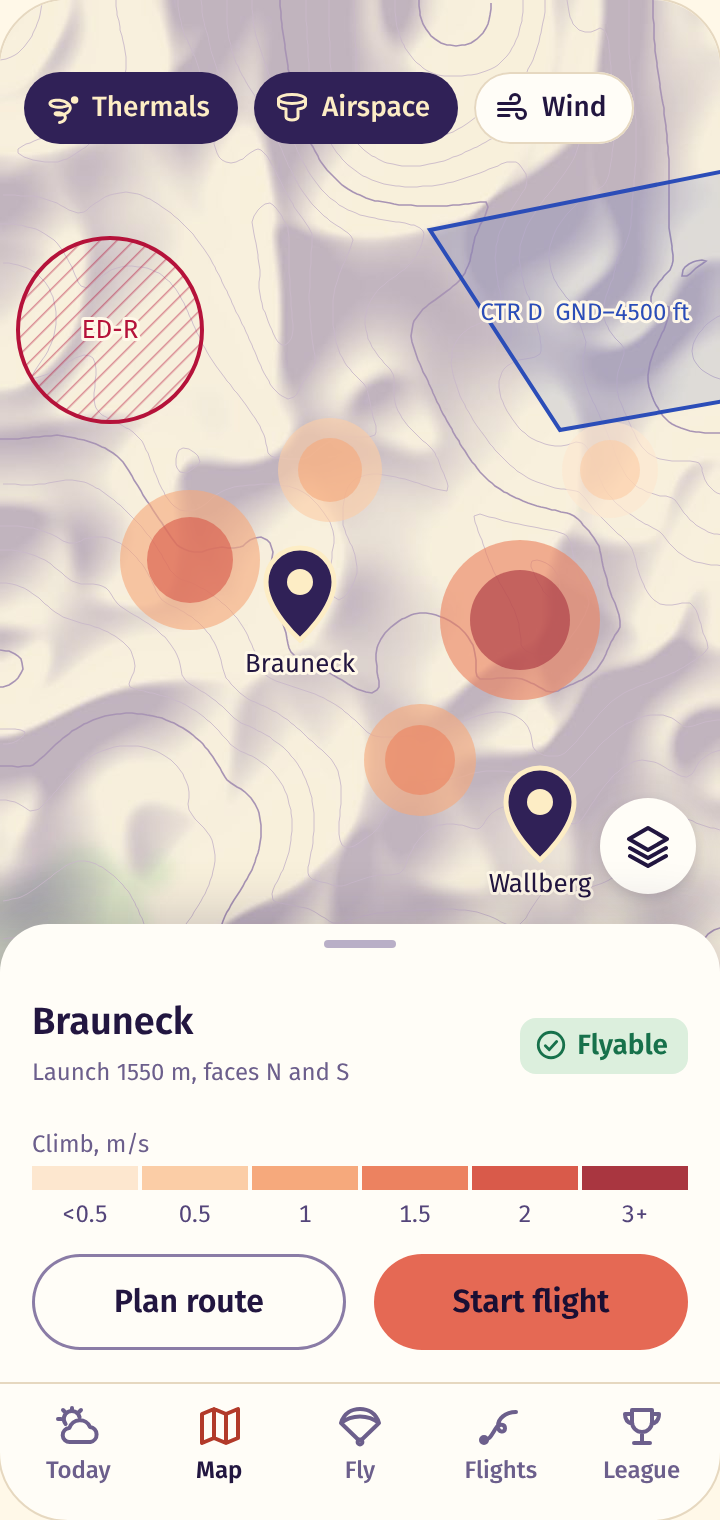 Thermals
Airspace
Wind
CTR D GND–4500 ft
ED-R
Brauneck
Wallberg
Brauneck
Launch 1550 m, faces N and S
Flyable
Climb, m/s
<0.5 0.5 1 1.5 2 3+
Plan route
Start flight
Today
Map
Fly
Flights
League